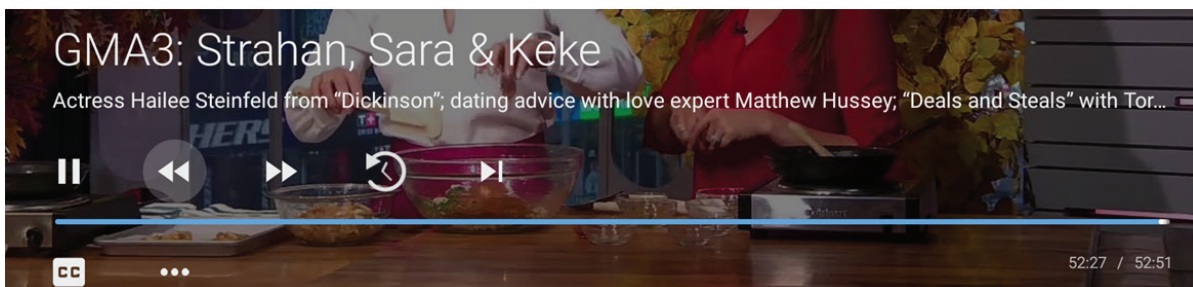 GMA3: Strahan, Sara & Keke
Actress Hailee Steinfeld from “Dickinson”; dating advice with love expert Matthew Hussey; “Deals and Steals” with Tor…
HERS
CC
52:27 / 52:51